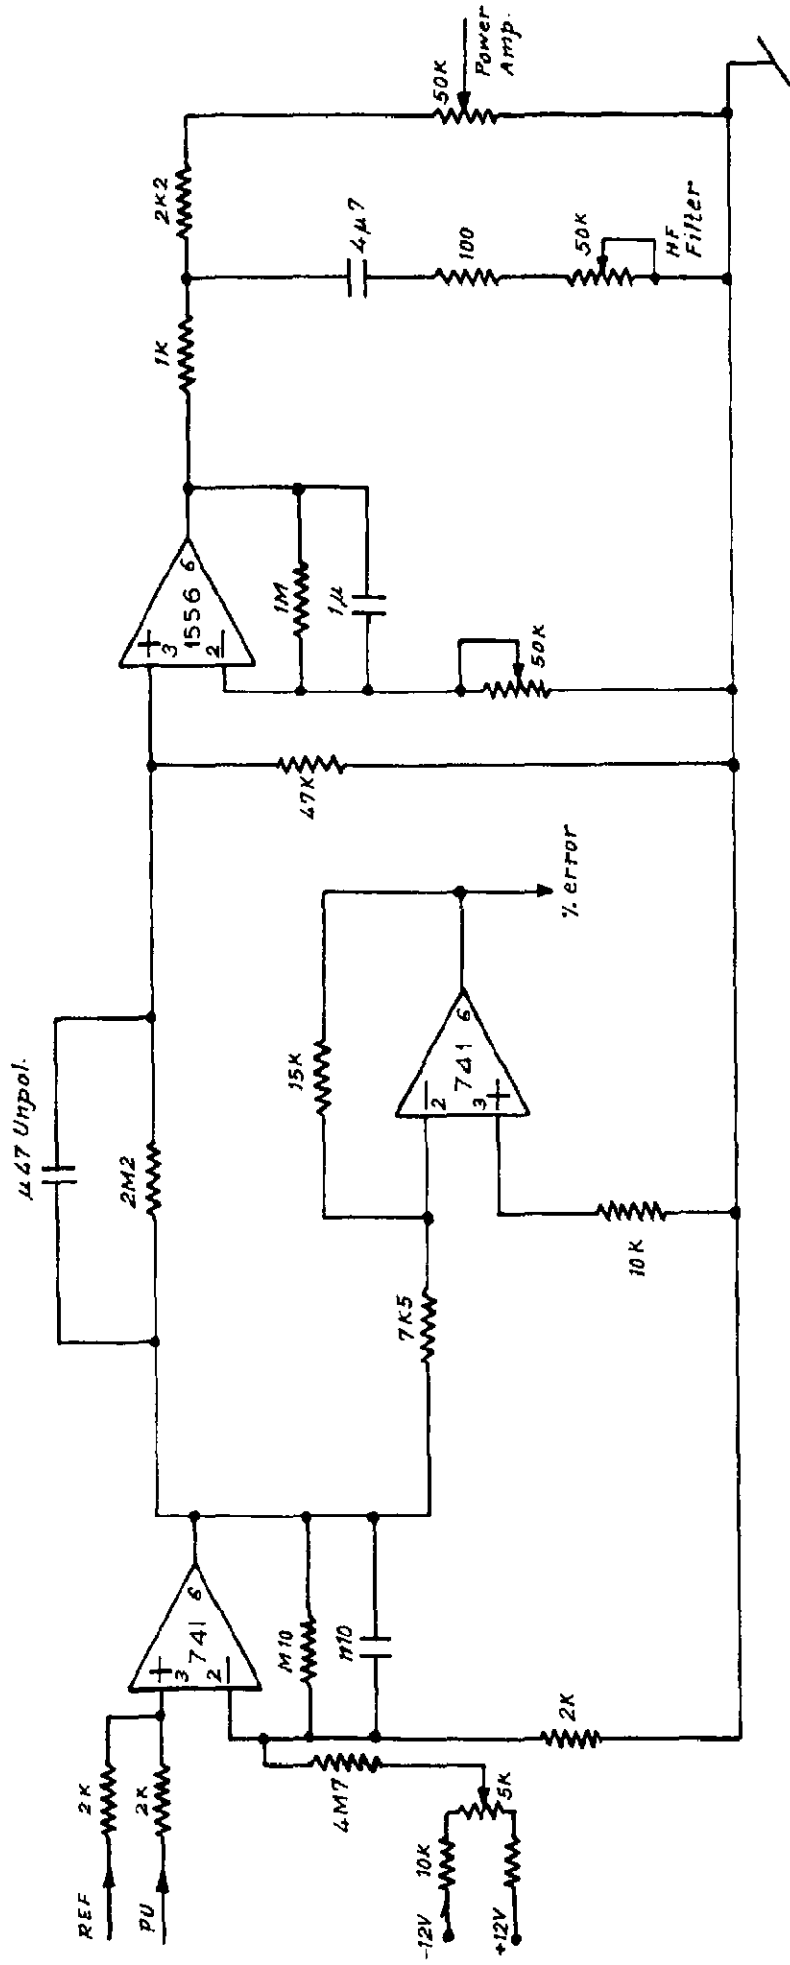 REF
2K
PU
2K
+
3
741
2
–
6
M10
n10
4M7
-12V
10K
5K
+12V
2K
µ47 Unpol.
2M2
7K5
15K
–
2
741
3
+
6
10K
% error
47K
+
3
1556
2
–
6
1M
1µ
50K
1K
2K2
4µ7
100
50K
HF
Filter
50K
Power
Amp.